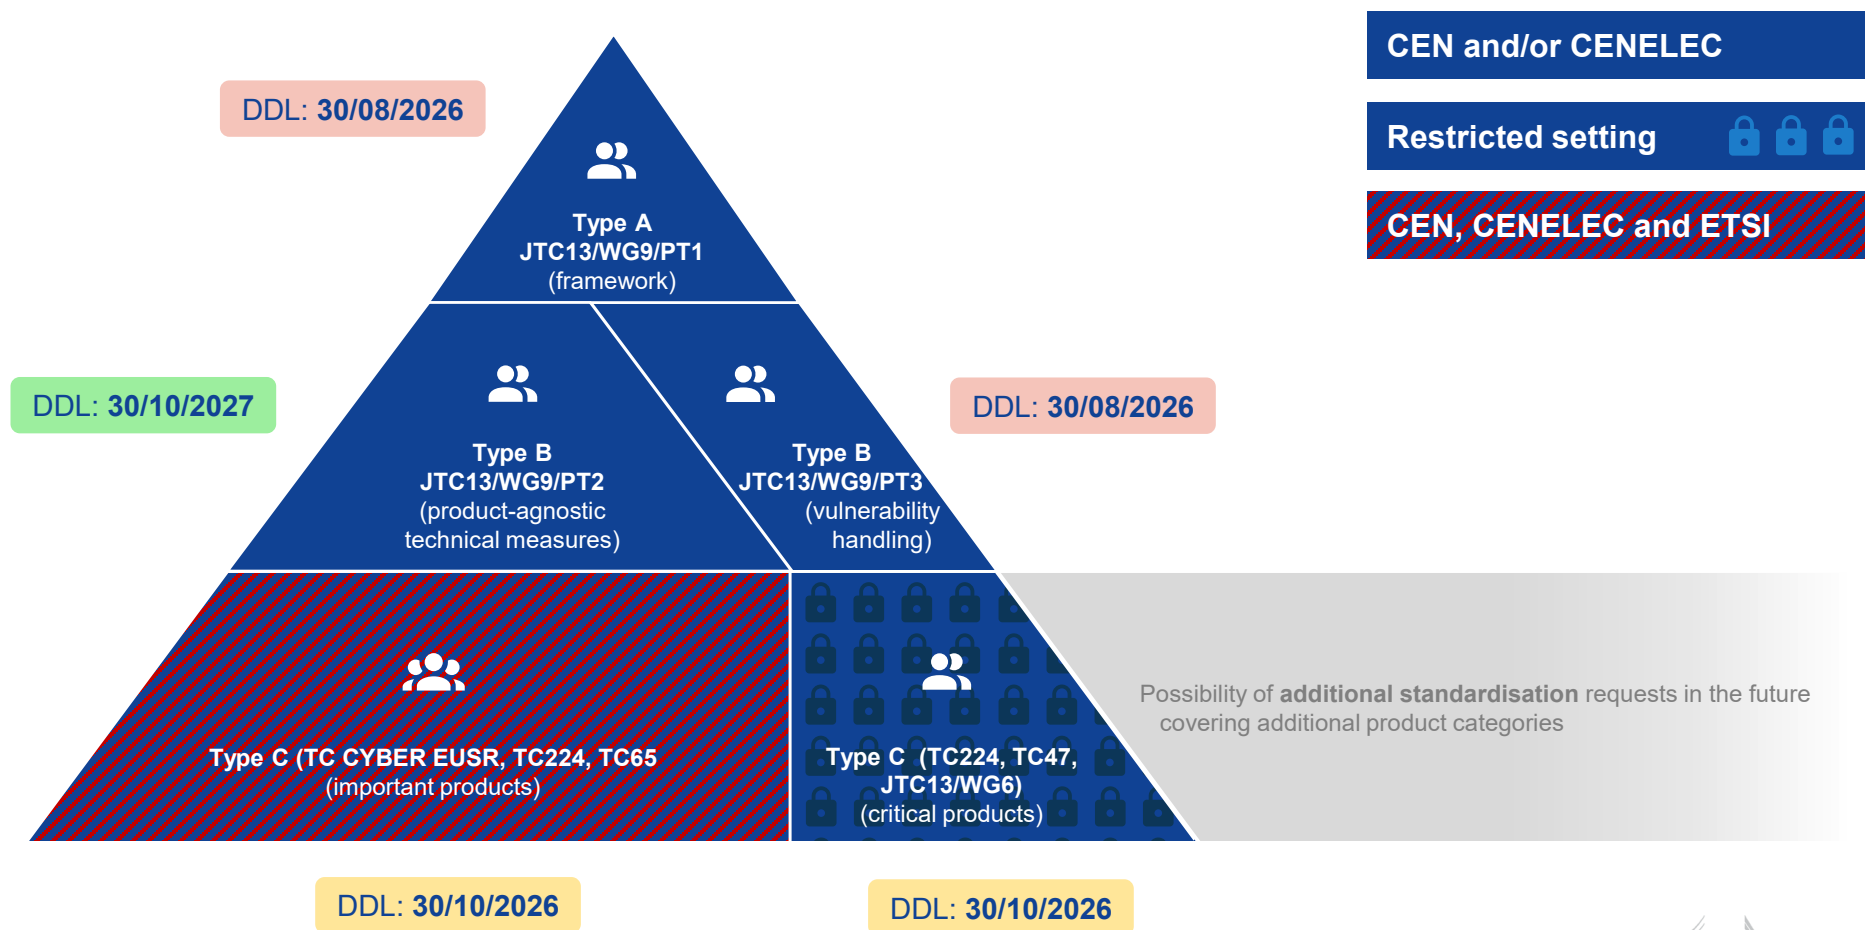 CEN and/or CENELEC
Restricted setting
CEN, CENELEC and ETSI
DDL: 30/08/2026
Type A
JTC13/WG9/PT1
(framework)
DDL: 30/10/2027
Type B
JTC13/WG9/PT2
(product-agnostic
technical measures)
Type B
JTC13/WG9/PT3
(vulnerability
handling)
DDL: 30/08/2026
Type C (TC CYBER EUSR, TC224, TC65
(important products)
Type C (TC224, TC47,
JTC13/WG6)
(critical products)
Possibility of additional standardisation requests in the future
covering additional product categories
DDL: 30/10/2026
DDL: 30/10/2026